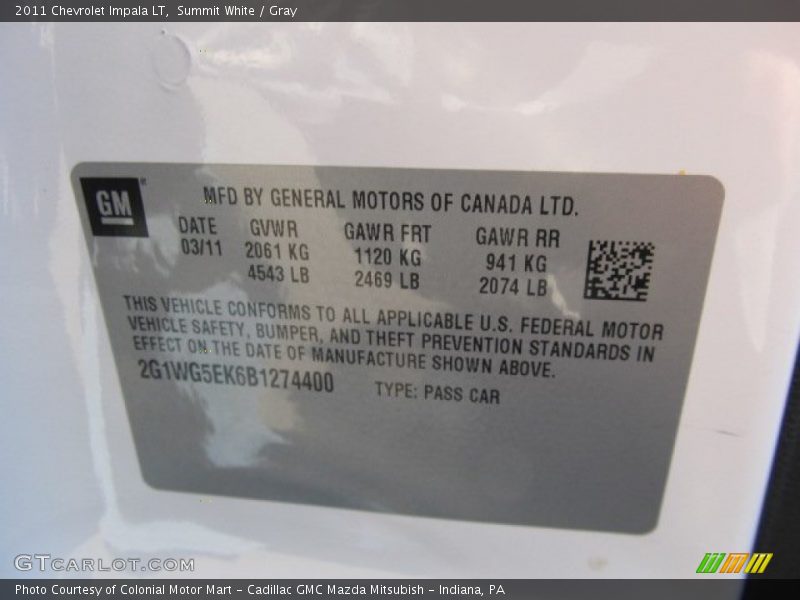 2011 Chevrolet Impala LT, Summit White / Gray
GM
MFD BY GENERAL MOTORS OF CANADA LTD.
DATE GVWR GAWR FRT GAWR RR
03/11 2061 KG 1120 KG 941 KG
4543 LB 2469 LB 2074 LB
THIS VEHICLE CONFORMS TO ALL APPLICABLE U.S. FEDERAL MOTOR
VEHICLE SAFETY, BUMPER, AND THEFT PREVENTION STANDARDS IN
EFFECT ON THE DATE OF MANUFACTURE SHOWN ABOVE.
2G1WG5EK6B1274400 TYPE: PASS CAR
GTCARLOT.COM
Photo Courtesy of Colonial Motor Mart - Cadillac GMC Mazda Mitsubish - Indiana, PA